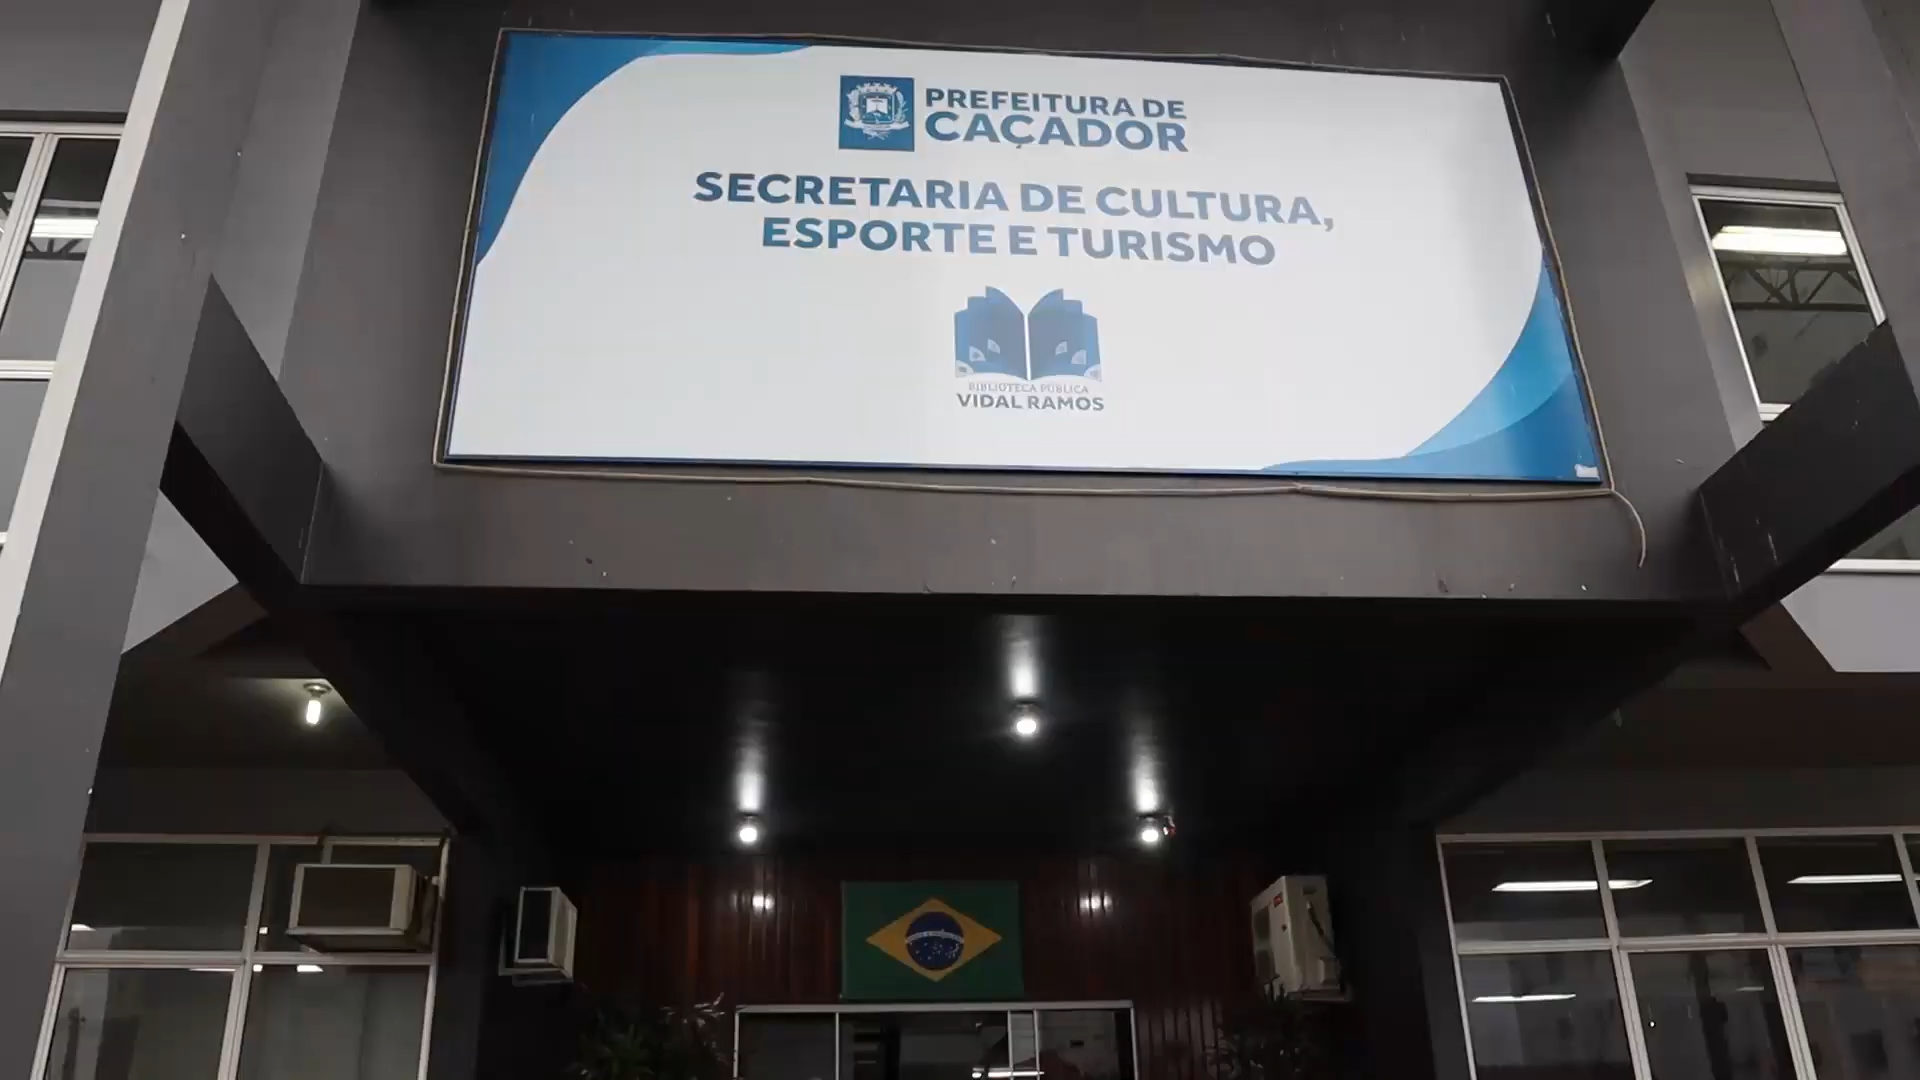 PREFEITURA DE
CAÇADOR
SECRETARIA DE CULTURA,
ESPORTE E TURISMO
BIBLIOTECA PÚBLICA
VIDAL RAMOS